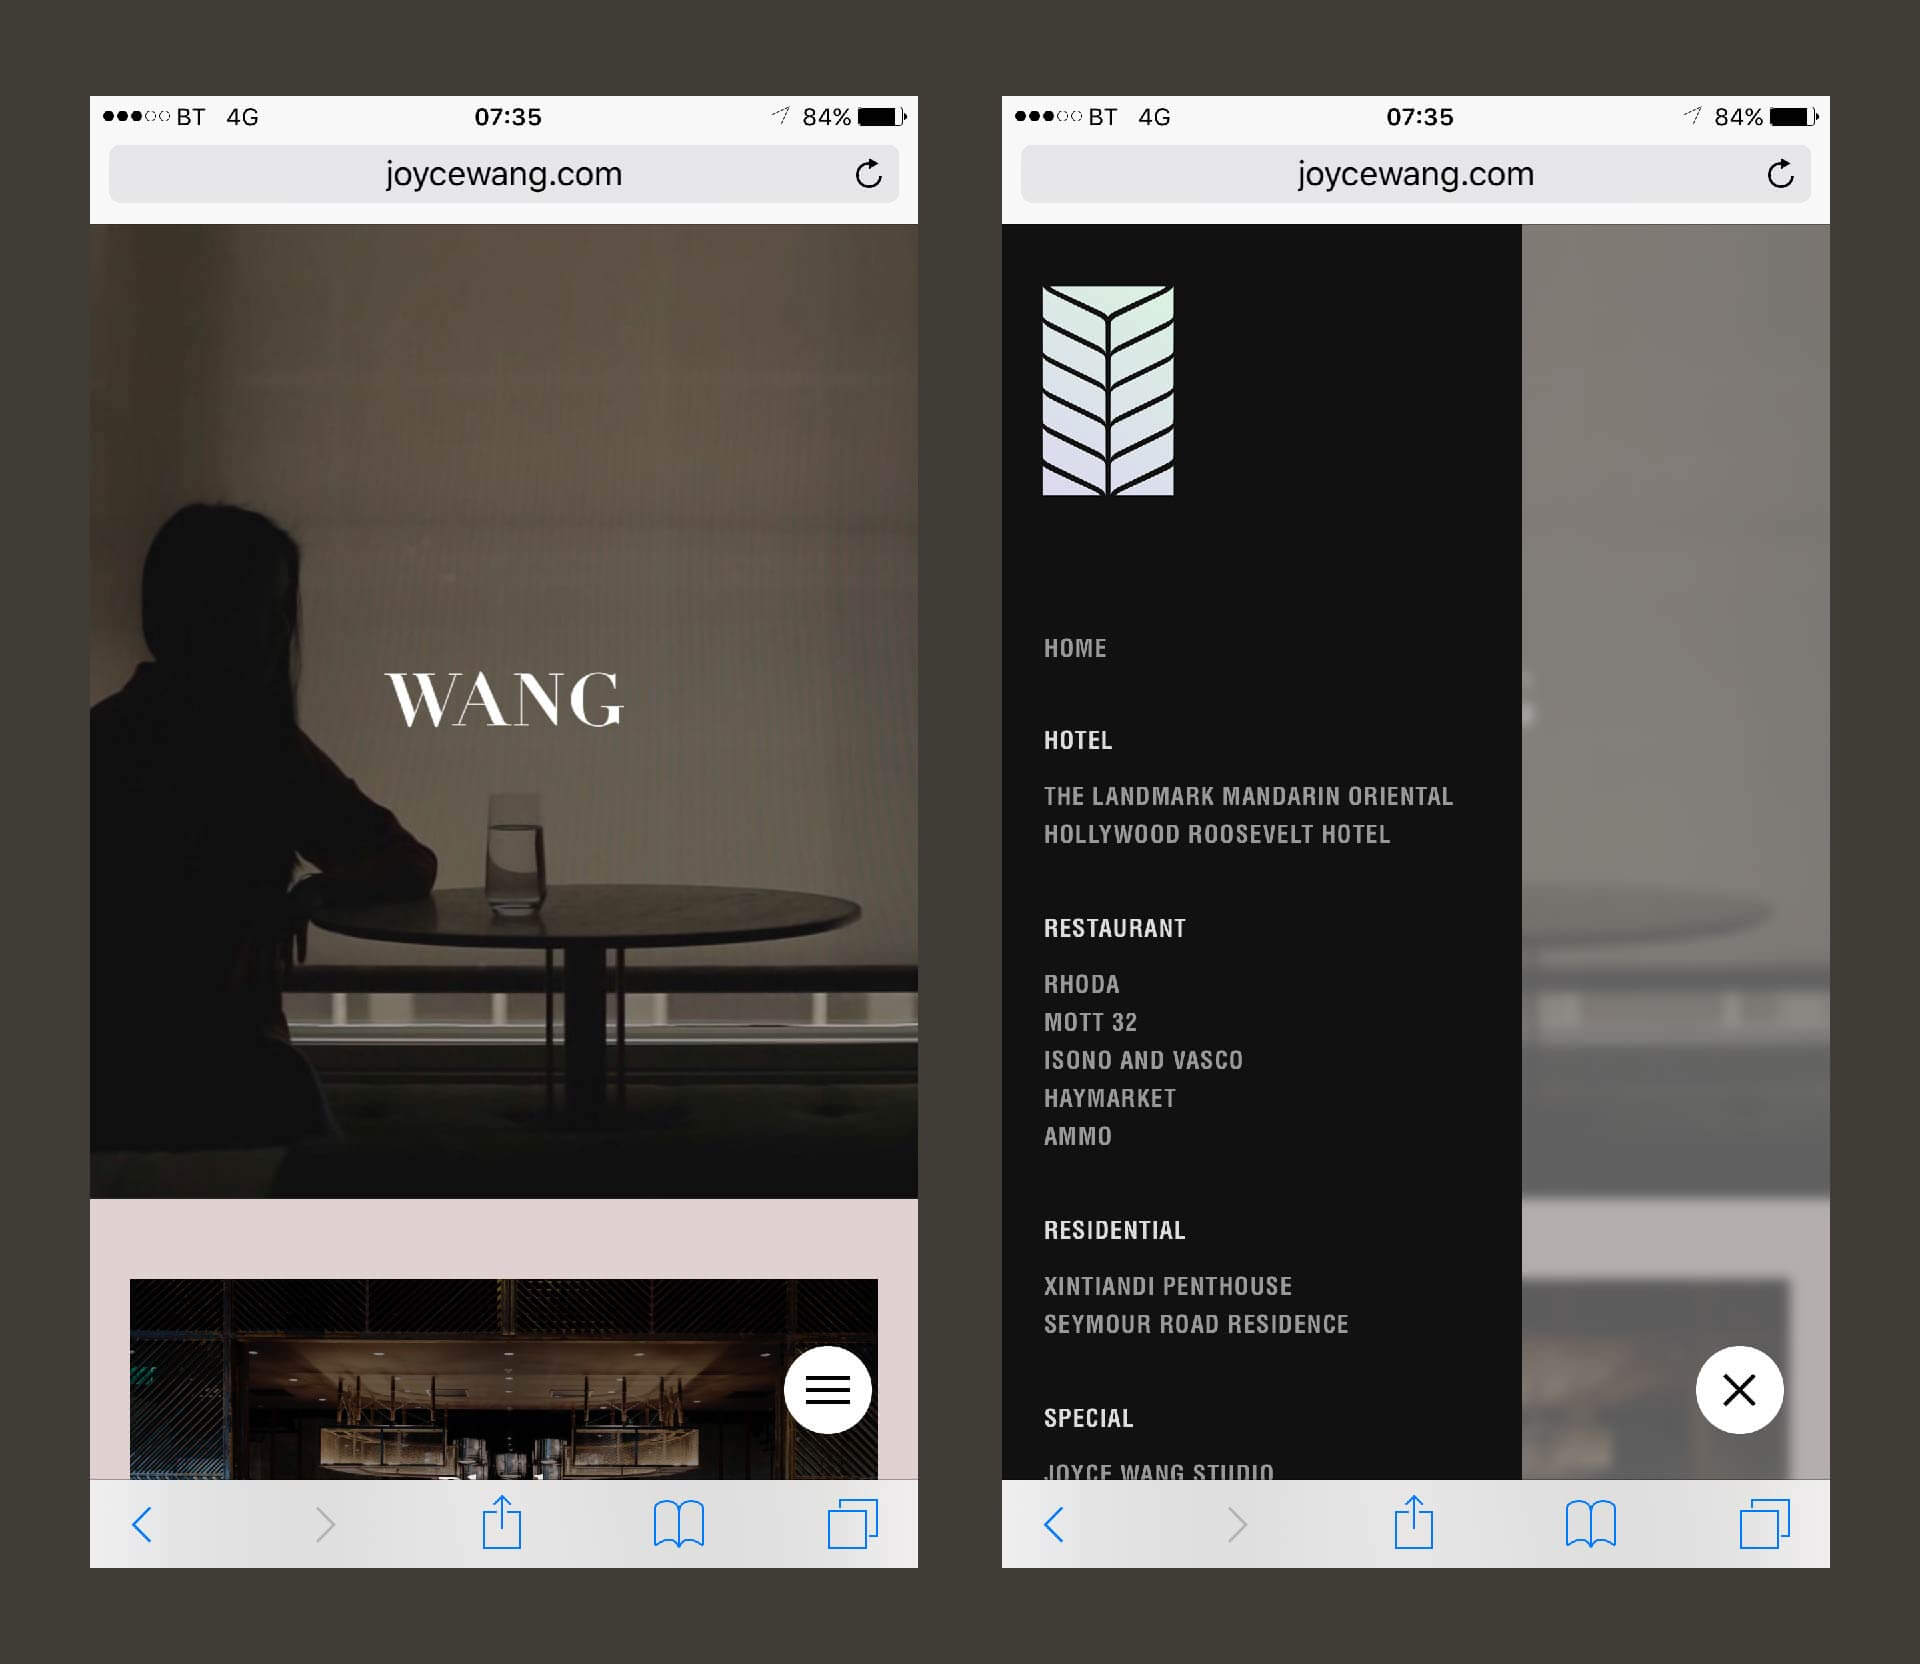 BT 4G 07:35 84%
joycewang.com
WANG
BT 4G 07:35 84%
joycewang.com
HOME
HOTEL
THE LANDMARK MANDARIN ORIENTAL
HOLLYWOOD ROOSEVELT HOTEL
RESTAURANT
RHODA
MOTT 32
ISONO AND VASCO
HAYMARKET
AMMO
RESIDENTIAL
XINTIANDI PENTHOUSE
SEYMOUR ROAD RESIDENCE
SPECIAL
JOYCE WANG STUDIO